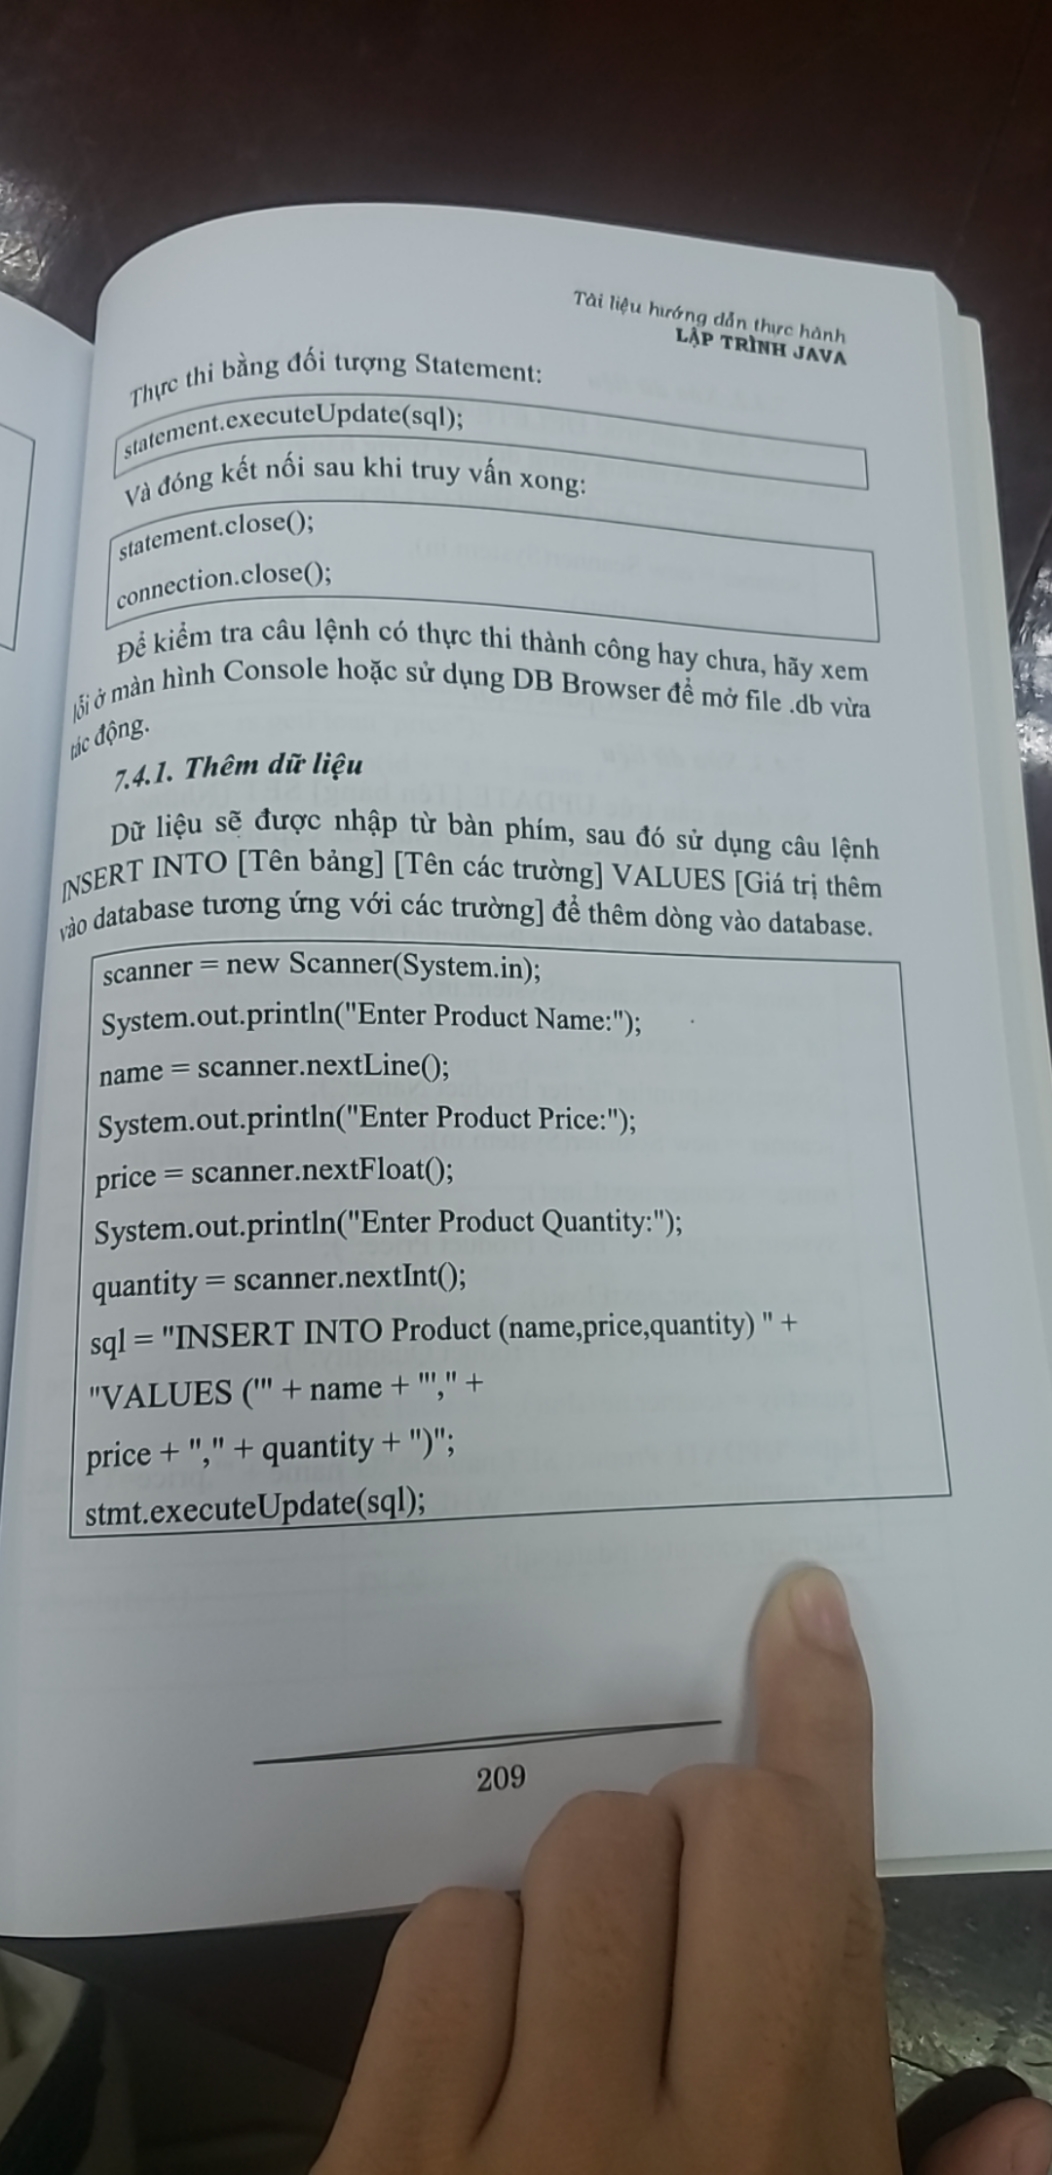 Tài liệu hướng dẫn thực hành
LẬP TRÌNH JAVA
Thực thi bằng đối tượng Statement:
statement.executeUpdate(sql);
Và đóng kết nối sau khi truy vấn xong:
statement.close();
connection.close();
Để kiểm tra câu lệnh có thực thi thành công hay chưa, hãy xem
lỗi ở màn hình Console hoặc sử dụng DB Browser để mở file .db vừa
tác động.
7.4.1. Thêm dữ liệu
Dữ liệu sẽ được nhập từ bàn phím, sau đó sử dụng câu lệnh
INSERT INTO [Tên bảng] [Tên các trường] VALUES [Giá trị thêm
vào database tương ứng với các trường] để thêm dòng vào database.
scanner = new Scanner(System.in);
System.out.println("Enter Product Name:");
name = scanner.nextLine();
System.out.println("Enter Product Price:");
price = scanner.nextFloat();
System.out.println("Enter Product Quantity:");
quantity = scanner.nextInt();
sql = "INSERT INTO Product (name,price,quantity) " +
"VALUES ('" + name + "'," +
price + "," + quantity + ")";
stmt.executeUpdate(sql);
209